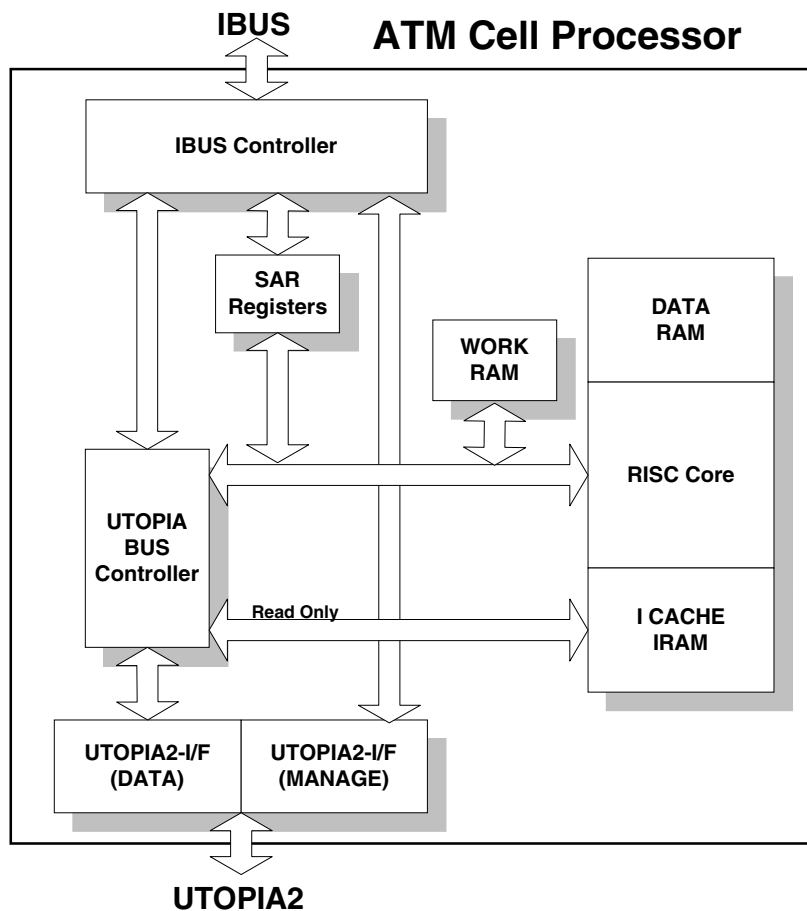 IBUS
ATM Cell Processor
IBUS Controller
SAR
Registers
DATA
RAM
WORK
RAM
RISC Core
UTOPIA
BUS
Controller
Read Only
I CACHE
IRAM
UTOPIA2-I/F
(DATA)
UTOPIA2-I/F
(MANAGE)
UTOPIA2